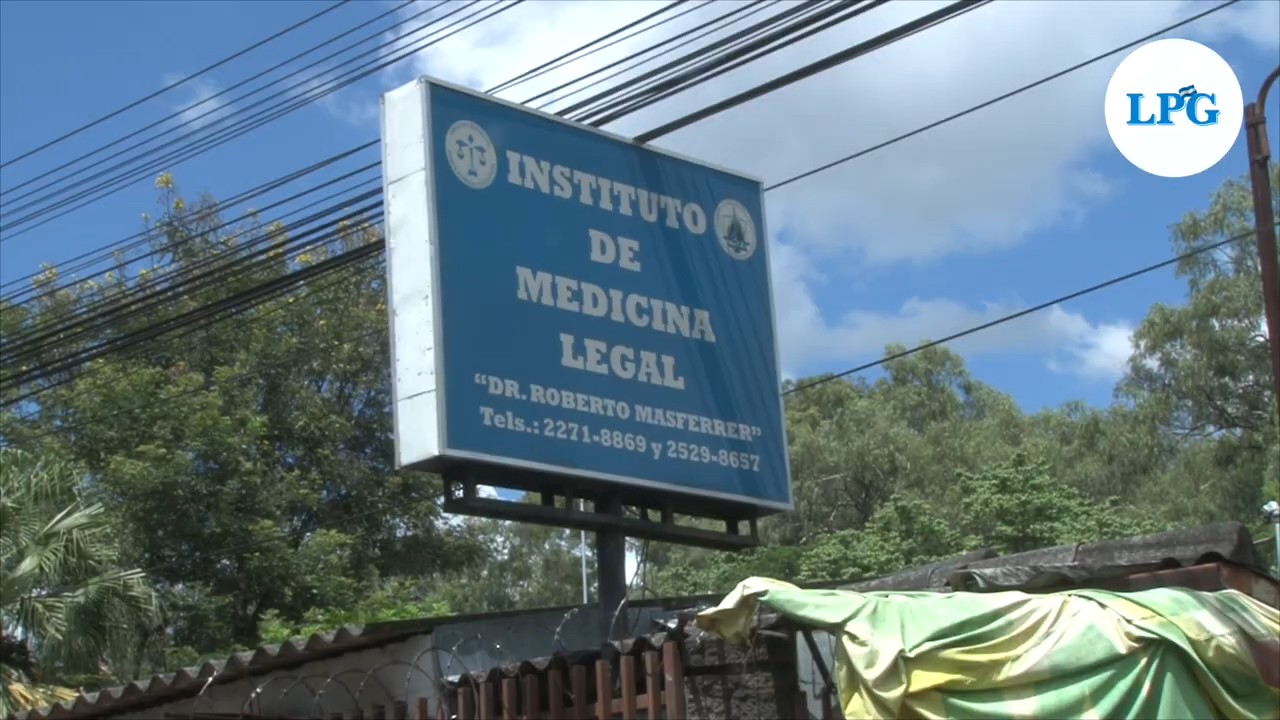 LPG
INSTITUTO
DE
MEDICINA
LEGAL
“DR. ROBERTO MASFERRER”
Tels.: 2271-8869 y 2529-8657